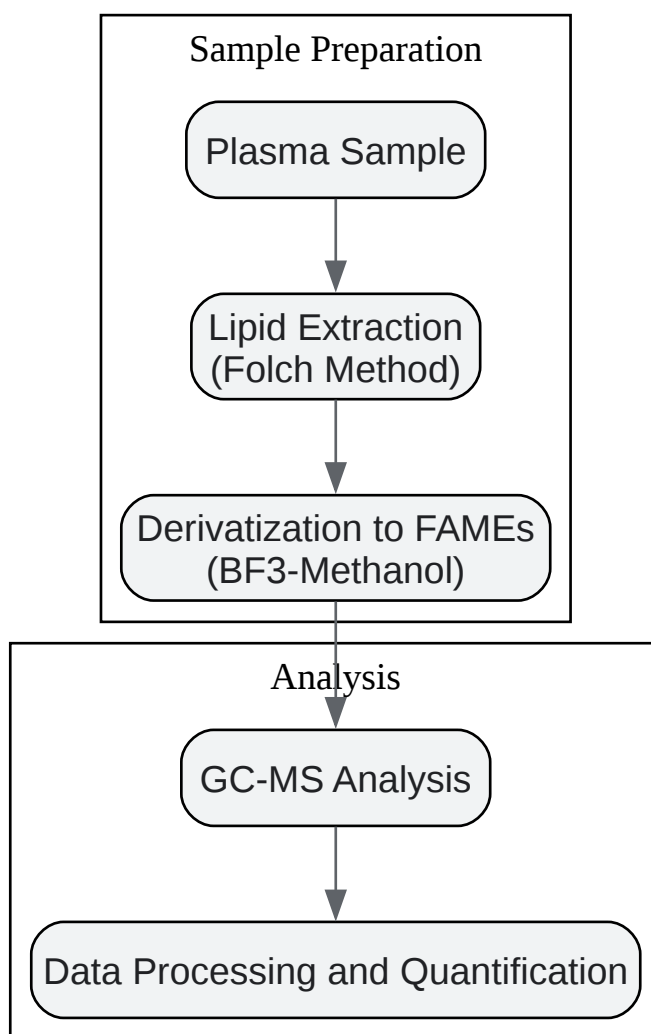 Sample Preparation
Plasma Sample
Lipid Extraction
(Folch Method)
Derivatization to FAMEs
(BF3-Methanol)
Analysis
GC-MS Analysis
Data Processing and Quantification